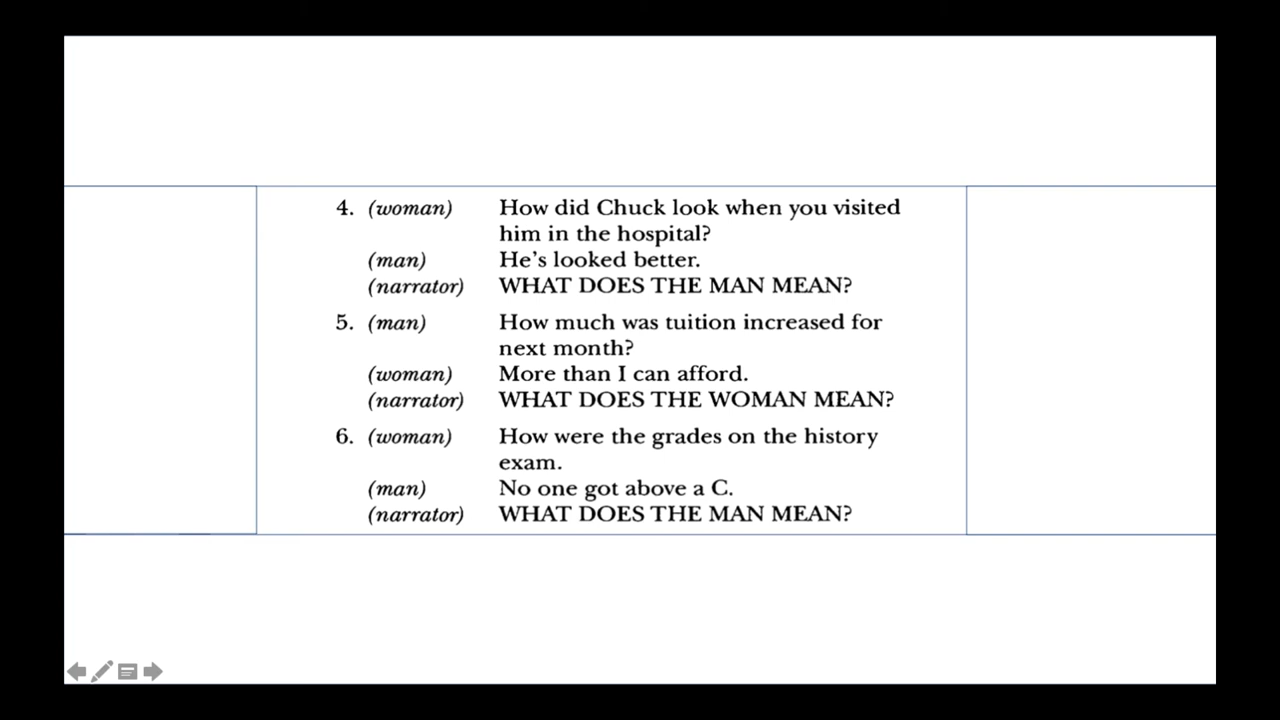 4. (woman) How did Chuck look when you visited
him in the hospital?
(man) He's looked better.
(narrator) WHAT DOES THE MAN MEAN?
5. (man) How much was tuition increased for
next month?
(woman) More than I can afford.
(narrator) WHAT DOES THE WOMAN MEAN?
6. (woman) How were the grades on the history
exam.
(man) No one got above a C.
(narrator) WHAT DOES THE MAN MEAN?